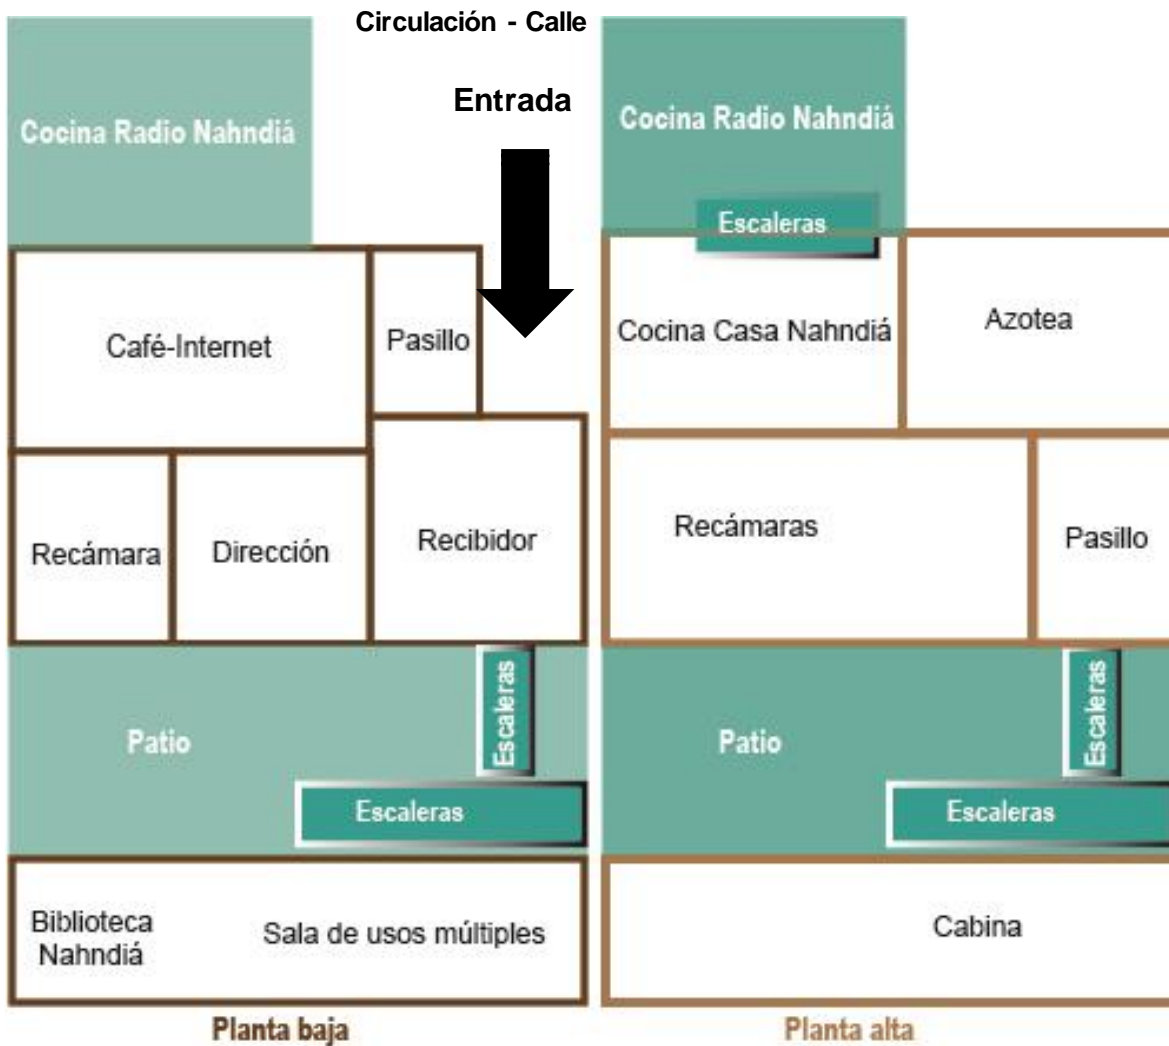 Circulación - Calle
Entrada
Cocina Radio Nahndiá
Café-Internet
Pasillo
Recámara
Dirección
Recibidor
Patio
Escaleras
Escaleras
Biblioteca
Nahndiá
Sala de usos múltiples
Planta baja
Cocina Radio Nahndiá
Escaleras
Cocina Casa Nahndiá
Azotea
Recámaras
Pasillo
Patio
Escaleras
Escaleras
Cabina
Planta alta